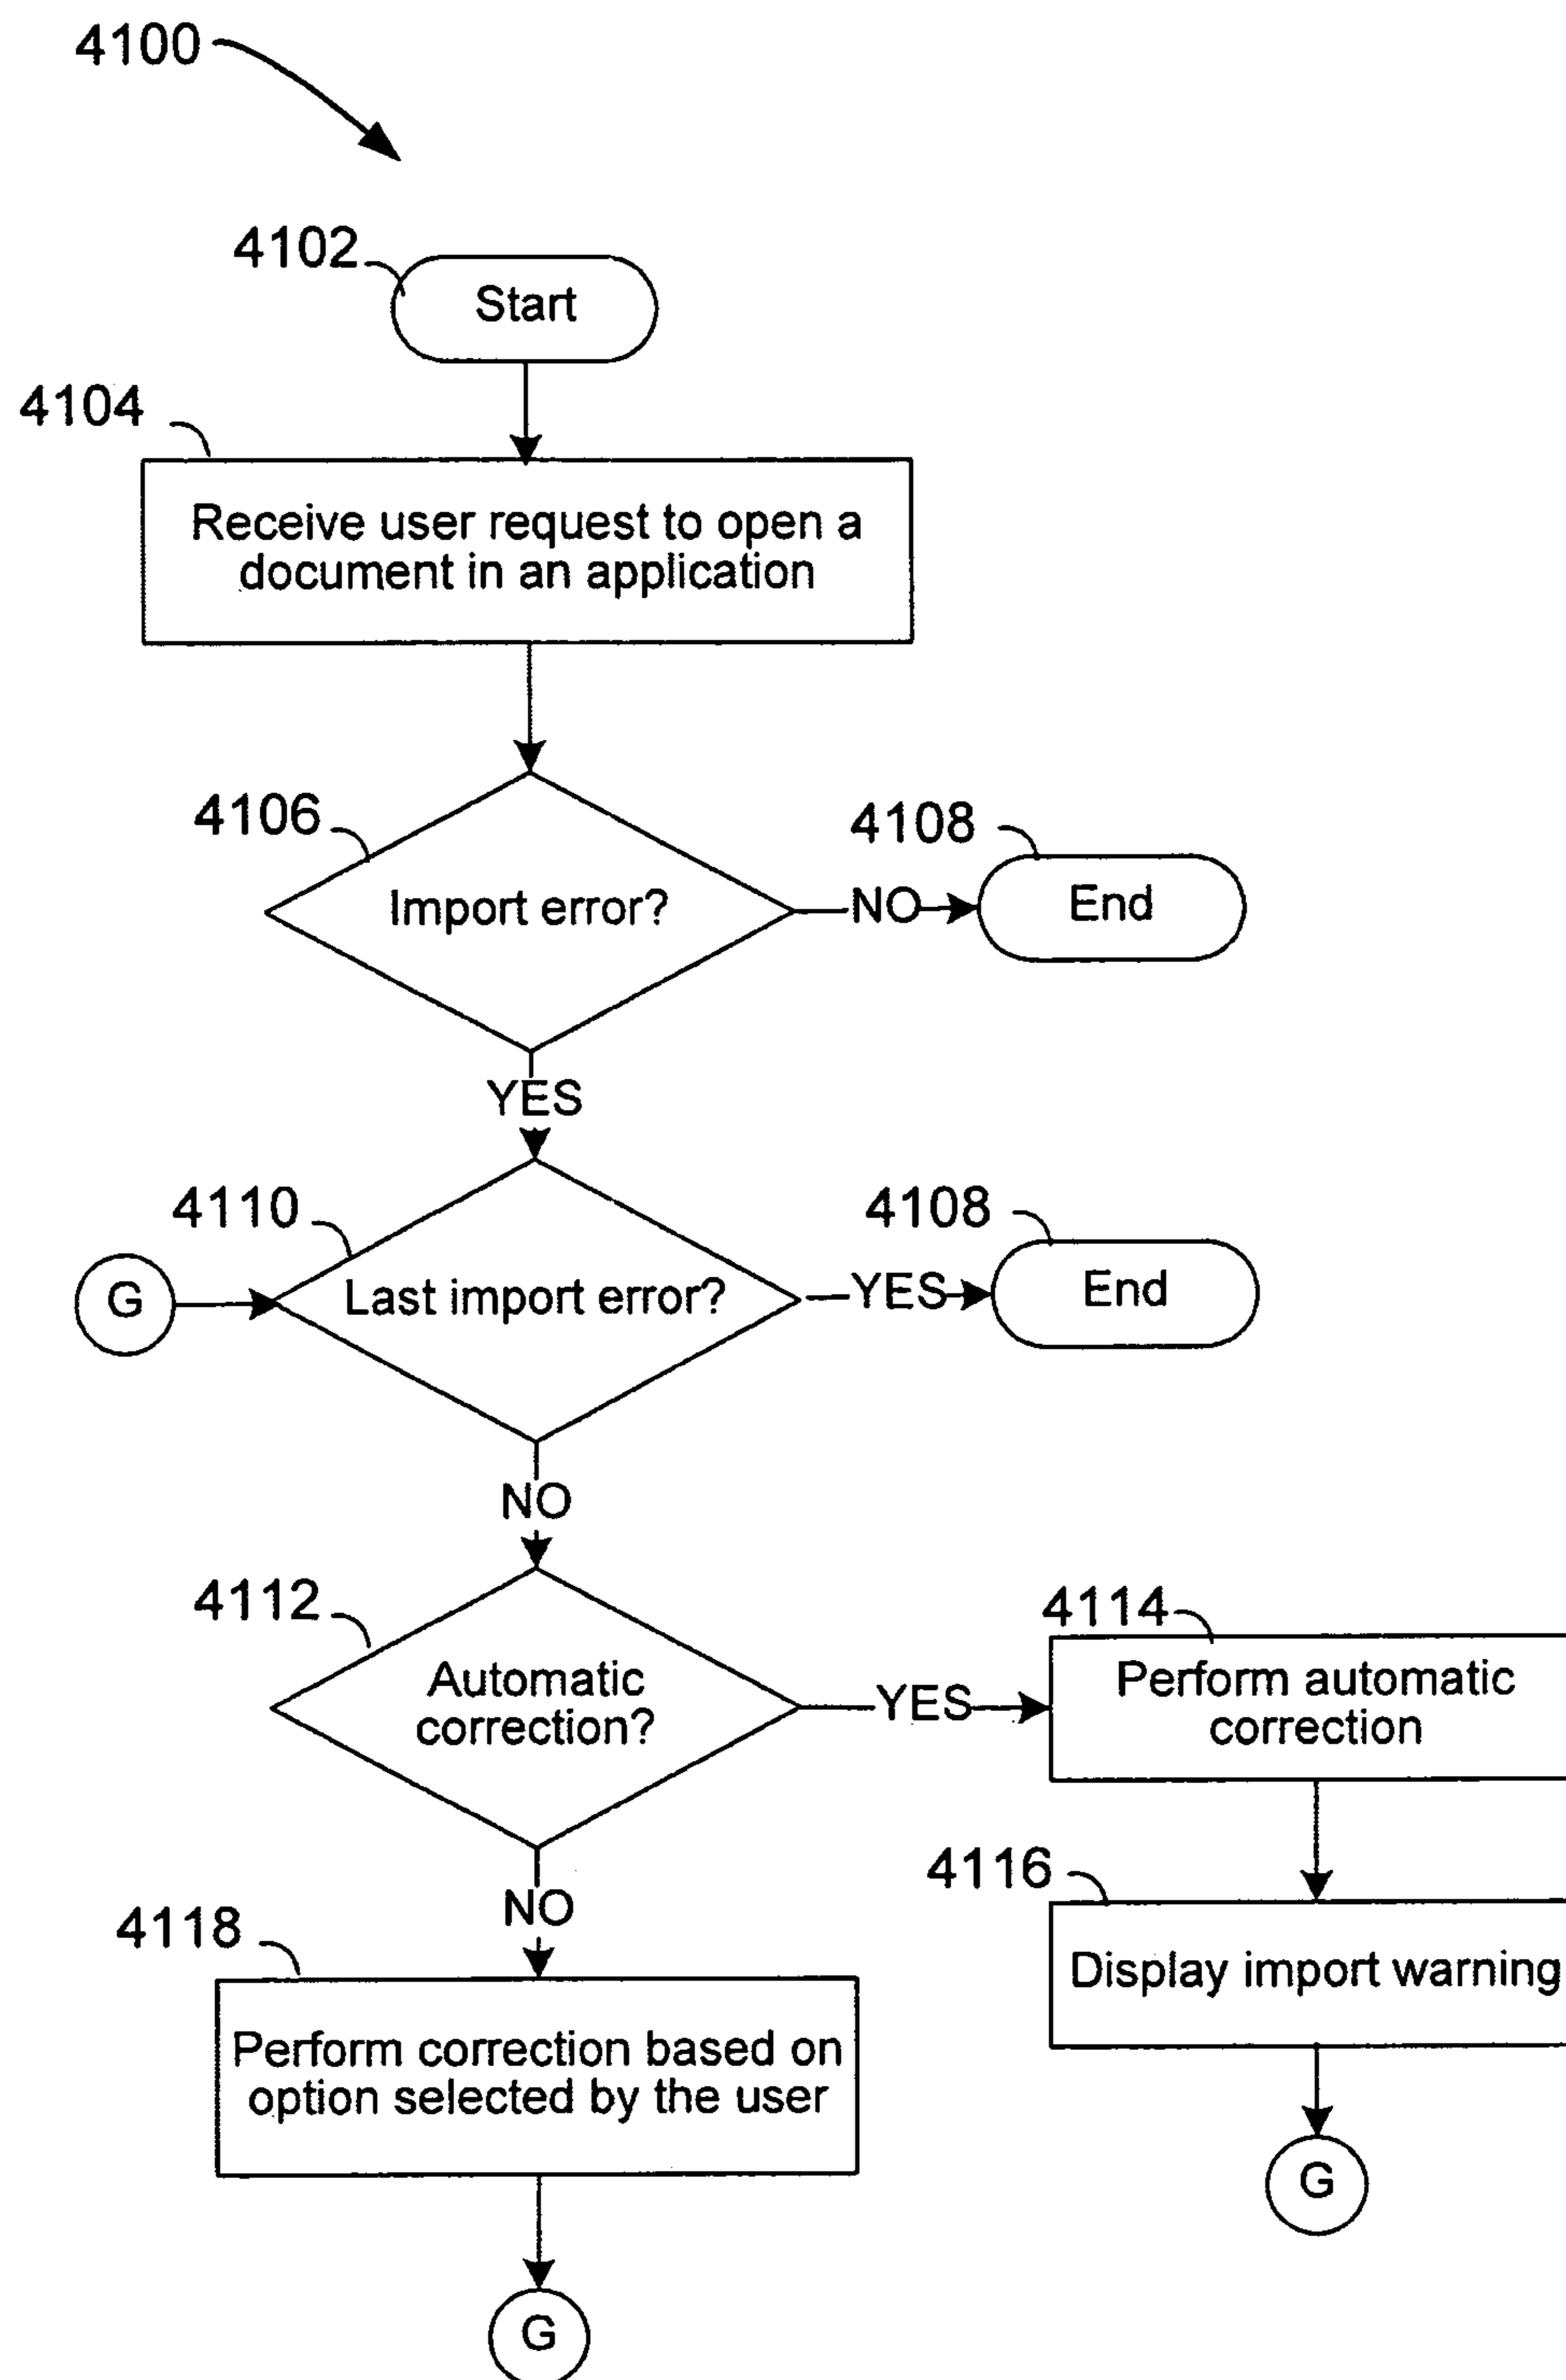 4100
4102
Start
4104
Receive user request to open a
document in an application
4106
Import error?
NO
4108
End
YES
4110
G
Last import error?
YES
4108
End
NO
4112
Automatic
correction?
YES
4114
Perform automatic
correction
4116
Display import warning
G
NO
4118
Perform correction based on
option selected by the user
G